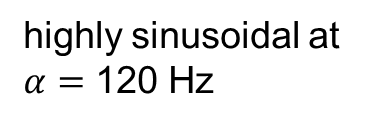 highly sinusoidal at
α = 120 Hz